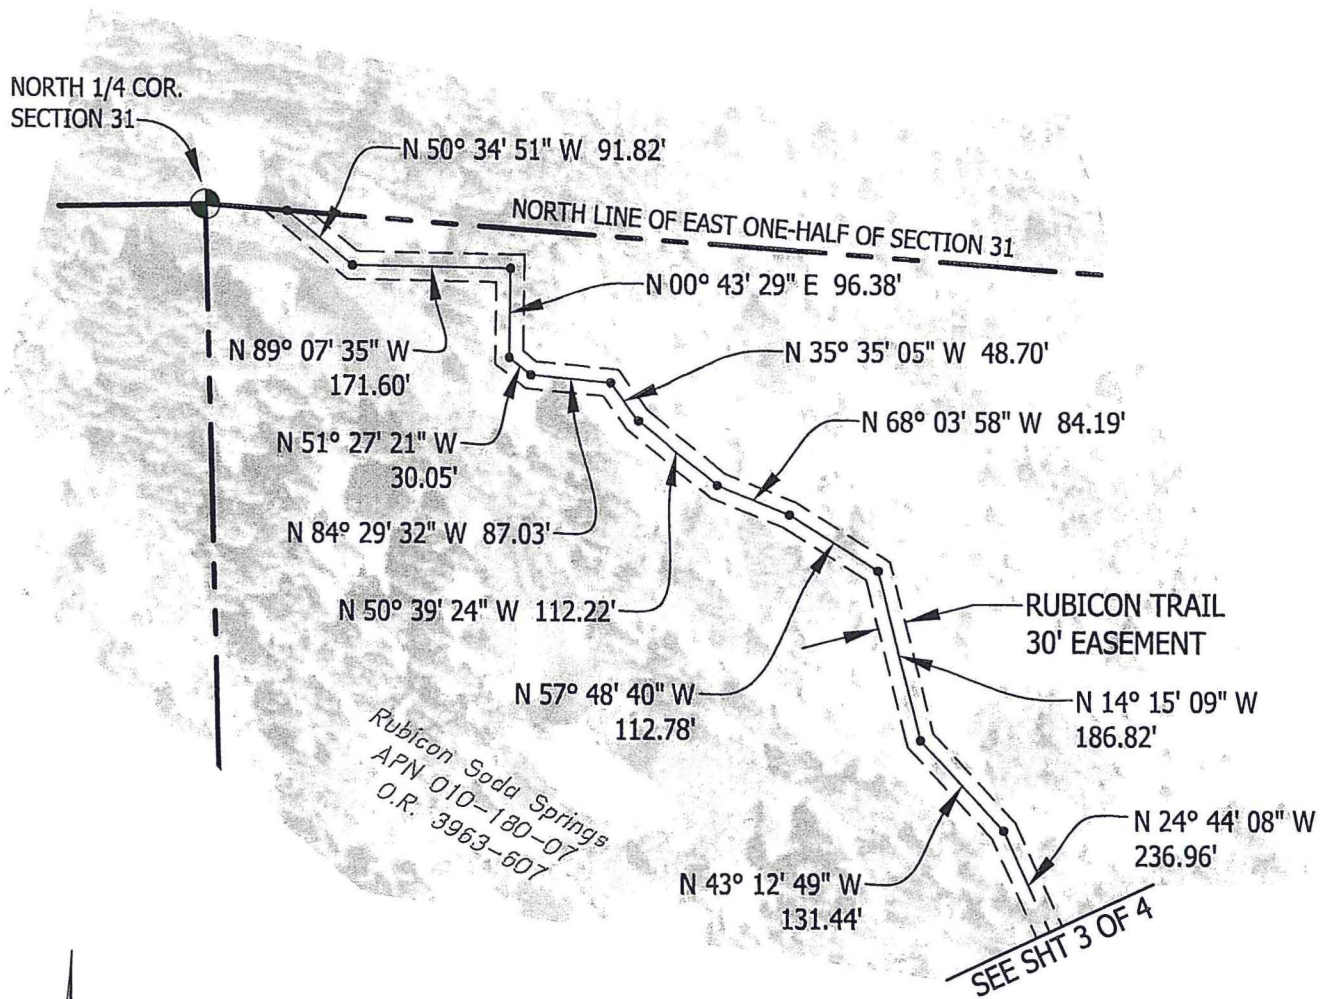 NORTH 1/4 COR.
SECTION 31
N 50° 34' 51" W 91.82'
NORTH LINE OF EAST ONE-HALF OF SECTION 31
N 00° 43' 29" E 96.38'
N 89° 07' 35" W
171.60'
N 35° 35' 05" W 48.70'
N 68° 03' 58" W 84.19'
N 51° 27' 21" W
30.05'
N 84° 29' 32" W 87.03'
N 50° 39' 24" W 112.22'
RUBICON TRAIL
30' EASEMENT
N 57° 48' 40" W
112.78'
N 14° 15' 09" W
186.82'
Rubicon Soda Springs
APN 010-180-07
O.R. 3963-607
N 24° 44' 08" W
236.96'
N 43° 12' 49" W
131.44'
SEE SHT 3 OF 4